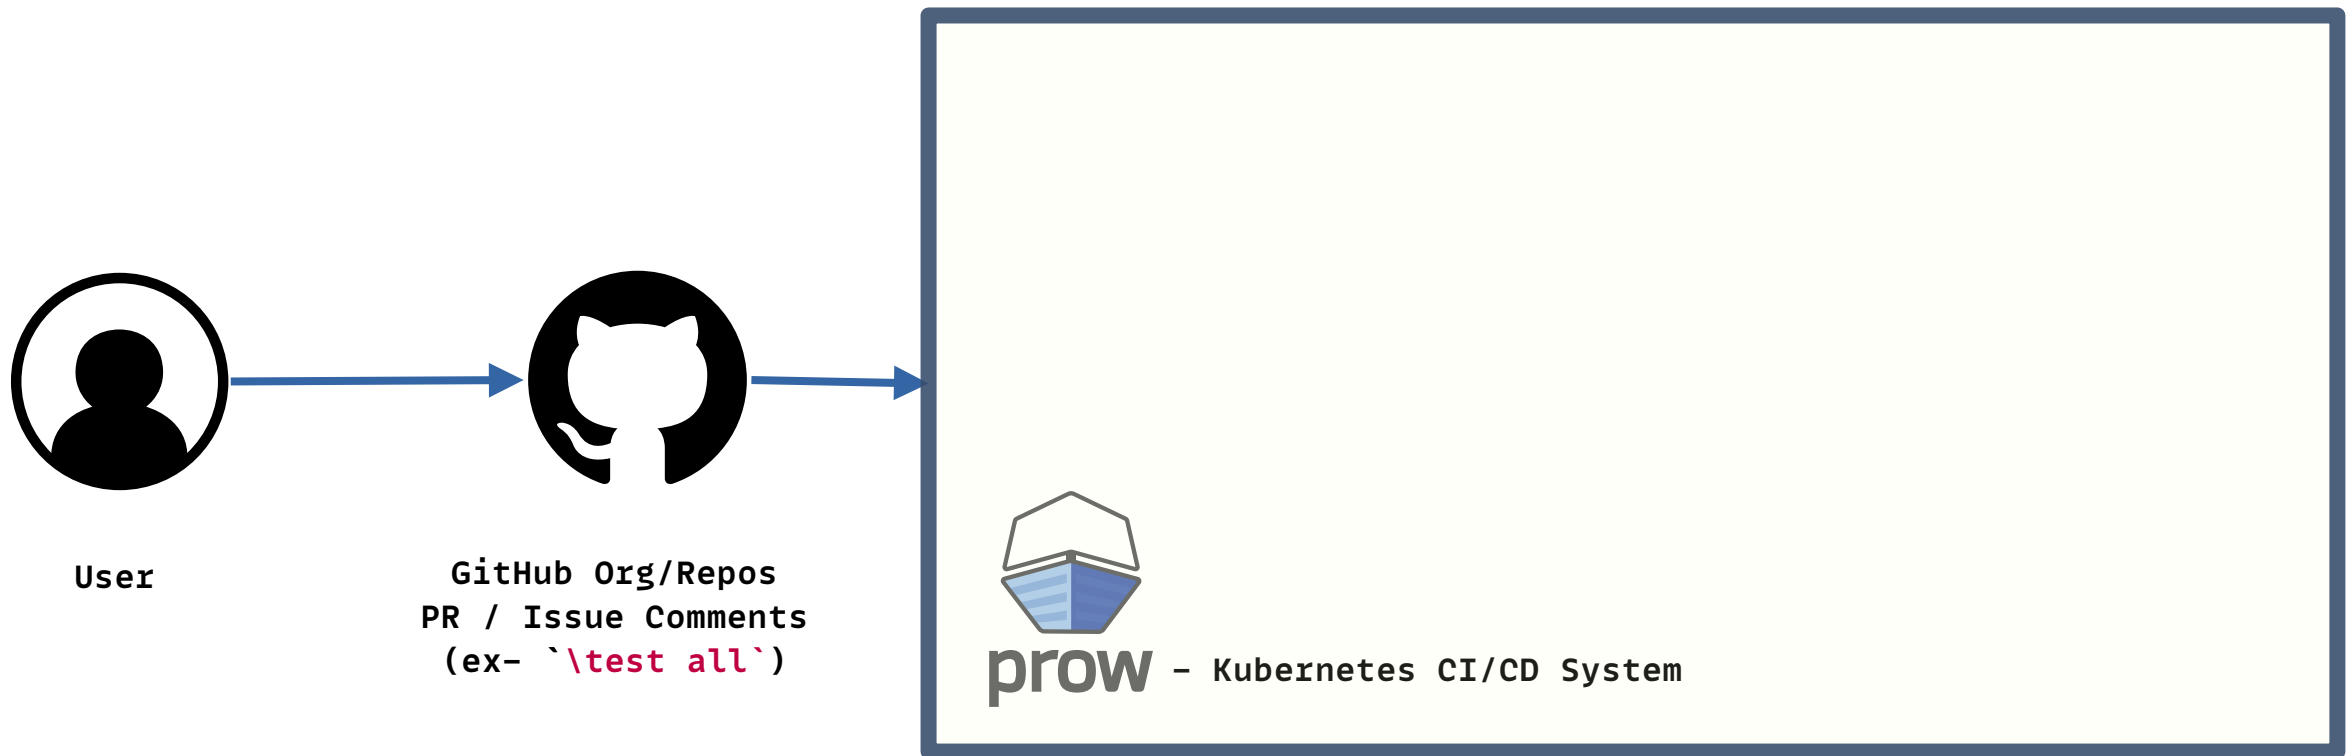 User
GitHub Org/Repos
PR / Issue Comments
(ex- `\test all`)
prow - Kubernetes CI/CD System